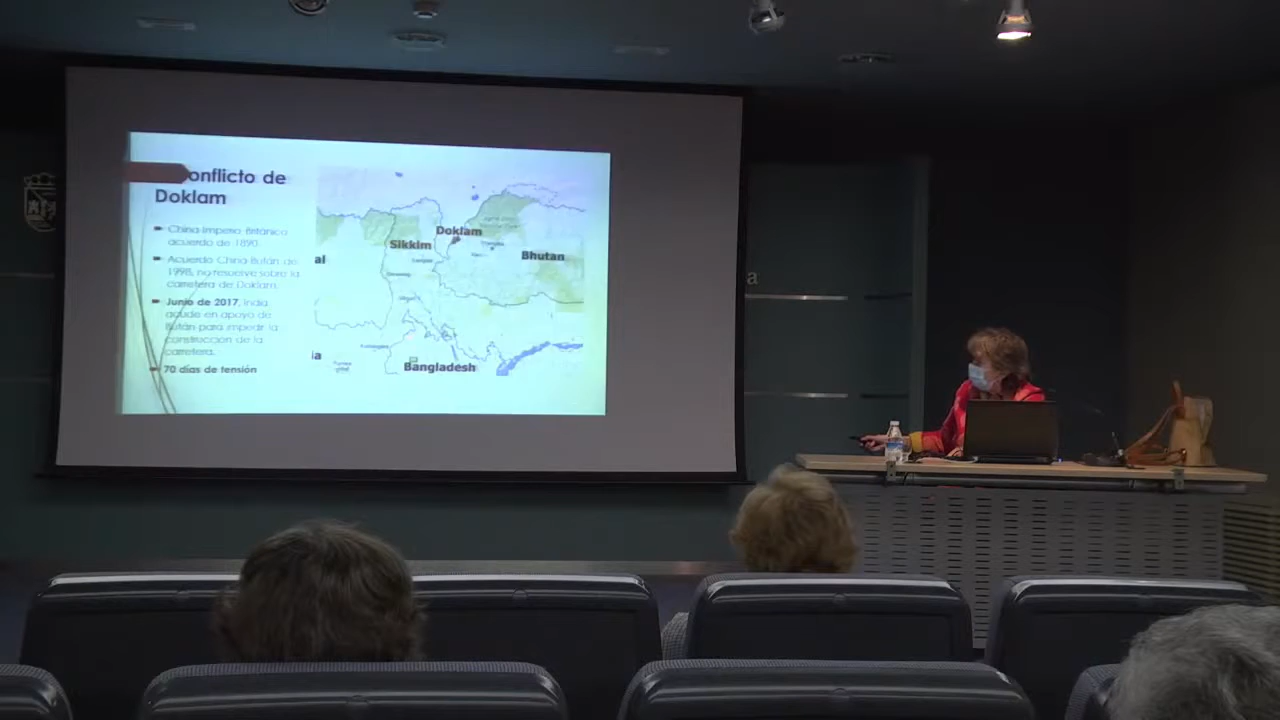 onflicto de
Doklam
China-Imperio Británico
acuerdo de 1890.
Acuerdo China-Bután de
1998, no resuelve sobre la
carretera de Doklam.
Junio de 2017, India
acude en apoyo de
Bután para impedir la
construcción de la
carretera.
70 días de tensión
Doklam
Sikkim
Bhutan
al
ia
Bangladesh
a